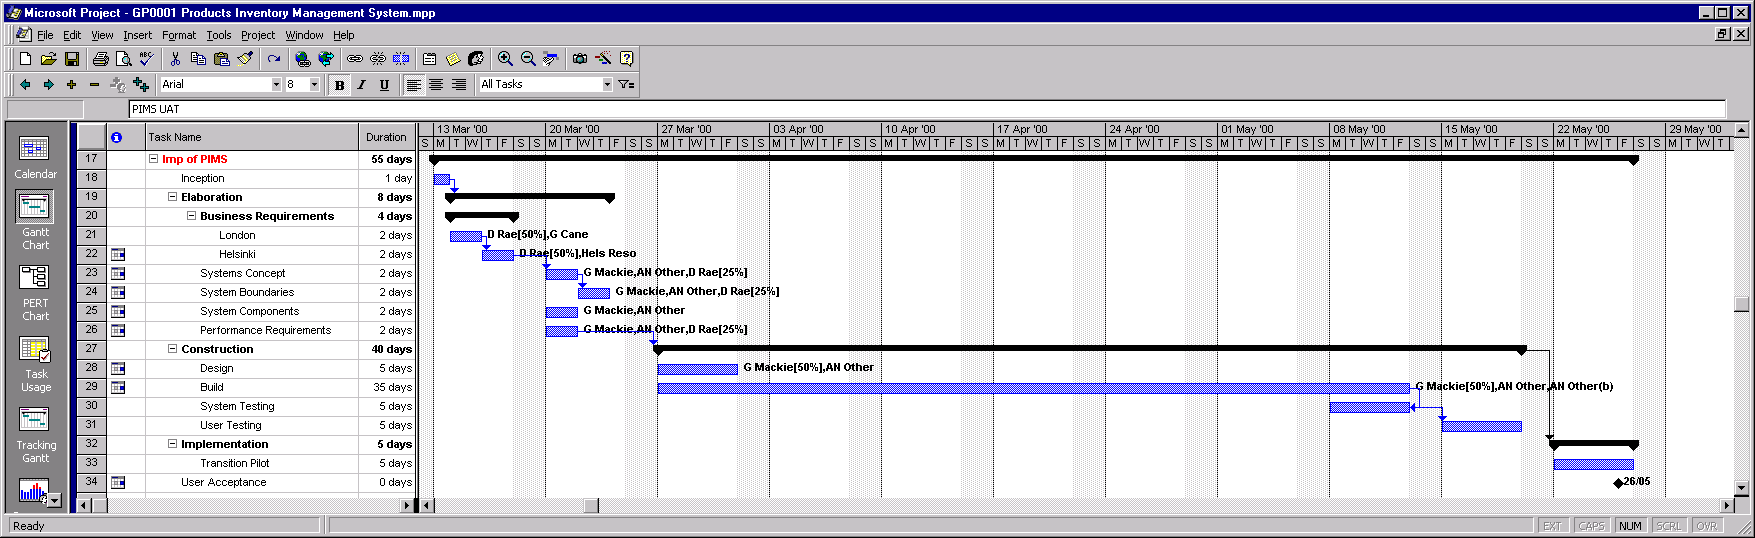 Microsoft Project - GP0001 Products Inventory Management System.mpp
File Edit View Insert Format Tools Project Window Help
Arial 8 B I U All Tasks
PIMS UAT
Task Name Duration
13 Mar '00 20 Mar '00 27 Mar '00 03 Apr '00 10 Apr '00 17 Apr '00 24 Apr '00 01 May '00 08 May '00 15 May '00 22 May '00 29 May '00
S M T W T F S S M T W T F S S M T W T F S S M T W T F S S M T W T F S S M T W T F S S M T W T F S S M T W T F S S M T W T F S S M T W T F S S M T W T F S S M T W T
17 Imp of PIMS 55 days
18 Inception 1 day
19 Elaboration 8 days
20 Business Requirements 4 days
21 London 2 days D Rae[50%],G Cane
22 Helsinki 2 days D Rae[50%],Hels Reso
23 Systems Concept 2 days G Mackie,AN Other,D Rae[25%]
24 System Boundaries 2 days G Mackie,AN Other,D Rae[25%]
25 System Components 2 days G Mackie,AN Other
26 Performance Requirements 2 days G Mackie,AN Other,D Rae[25%]
27 Construction 40 days
28 Design 5 days G Mackie[50%],AN Other
29 Build 35 days G Mackie[50%],AN Other,AN Other(b)
30 System Testing 5 days
31 User Testing 5 days
32 Implementation 5 days
33 Transition Pilot 5 days
34 User Acceptance 0 days 26/05
Calendar
Gantt
Chart
PERT
Chart
Task
Usage
Tracking
Gantt
Ready EXT CAPS NUM SCRL OVR